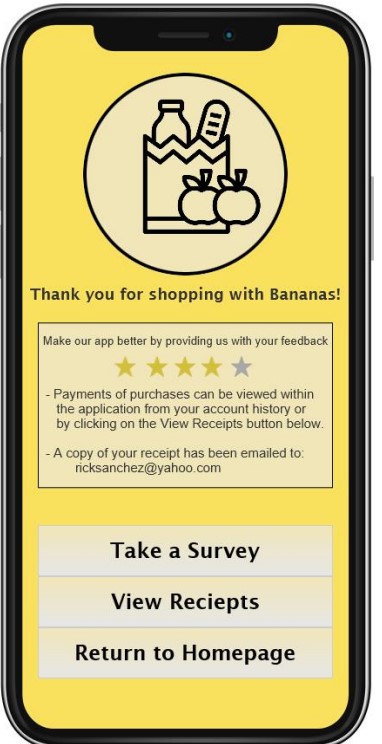 Thank you for shopping with Bananas!
Make our app better by providing us with your feedback
- Payments of purchases can be viewed within
the application from your account history or
by clicking on the View Receipts button below.
- A copy of your receipt has been emailed to:
ricksanchez@yahoo.com
Take a Survey
View Reciepts
Return to Homepage